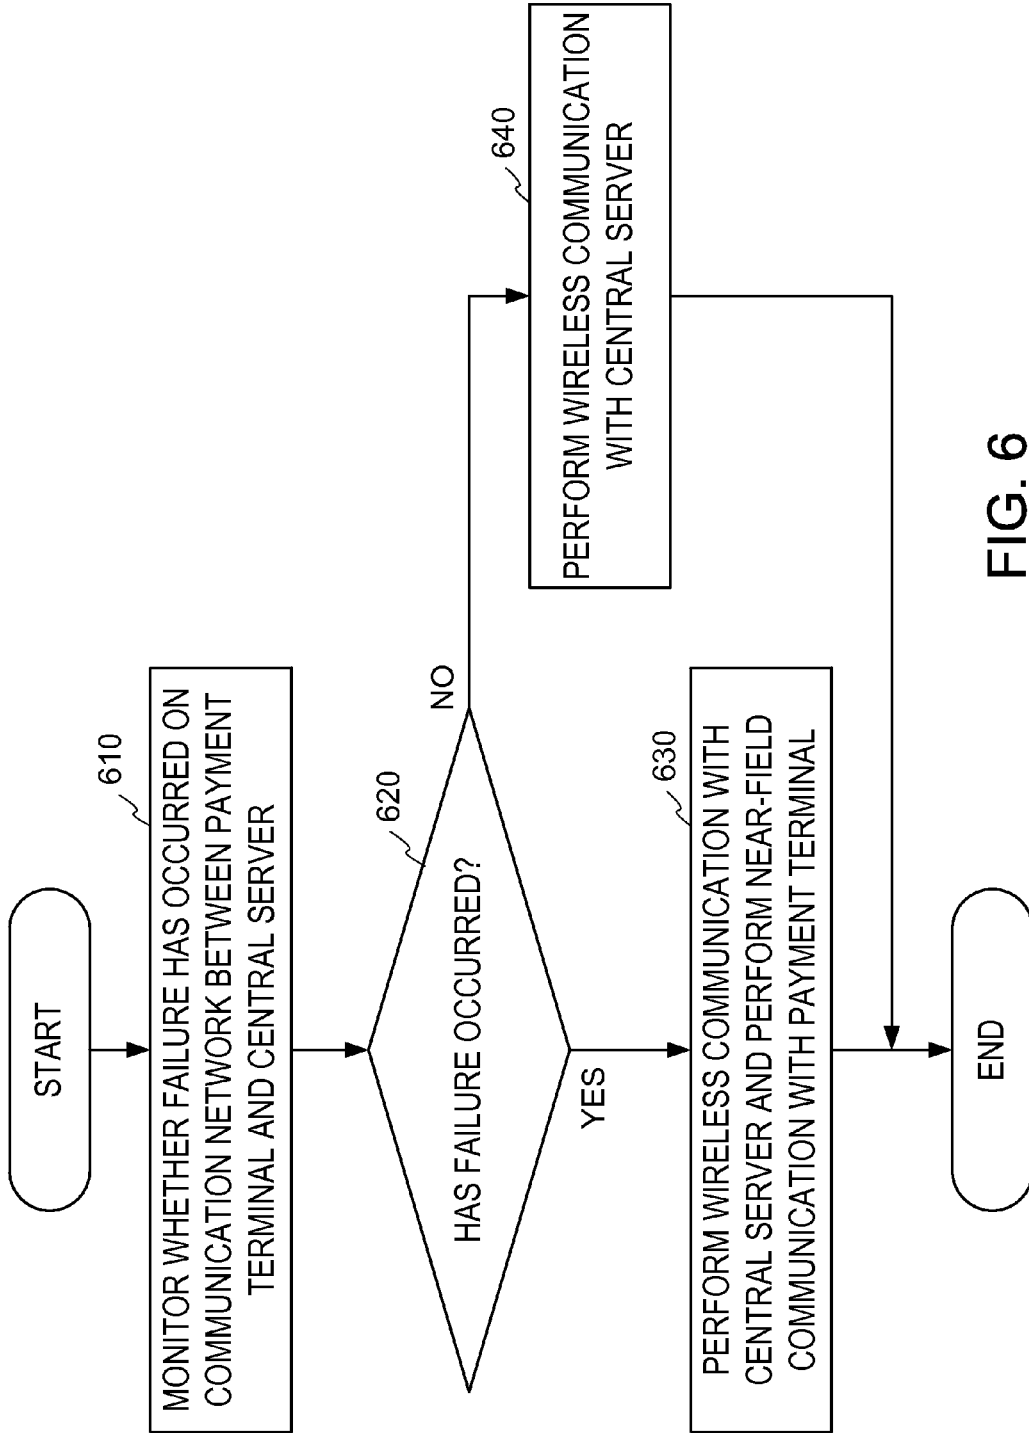 START
610
MONITOR WHETHER FAILURE HAS OCCURRED ON
COMMUNICATION NETWORK BETWEEN PAYMENT
TERMINAL AND CENTRAL SERVER
620
HAS FAILURE OCCURRED?
NO
YES
630
PERFORM WIRELESS COMMUNICATION WITH
CENTRAL SERVER AND PERFORM NEAR-FIELD
COMMUNICATION WITH PAYMENT TERMINAL
640
PERFORM WIRELESS COMMUNICATION
WITH CENTRAL SERVER
END
FIG. 6